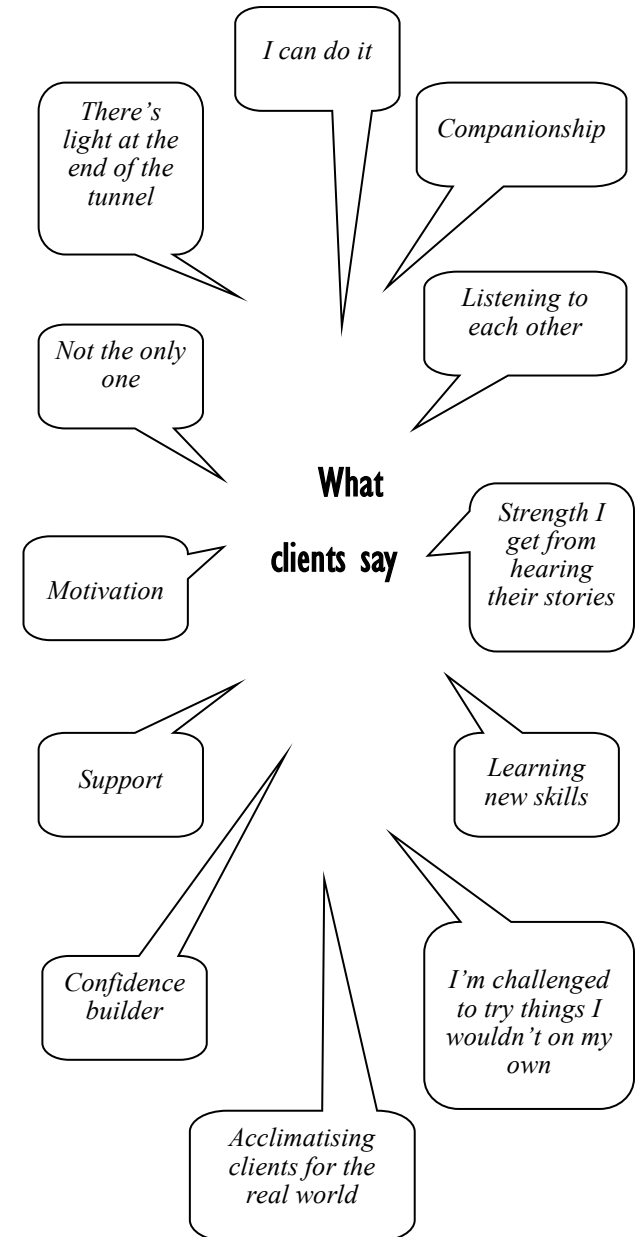 I can do it
There’s
light at the
end of the
tunnel
Companionship
Listening to
each other
Not the only
one
What
clients say
Strength I
get from
hearing
their stories
Motivation
Support
Learning
new skills
Confidence
builder
I’m challenged
to try things I
wouldn’t on my
own
Acclimatising
clients for the
real world